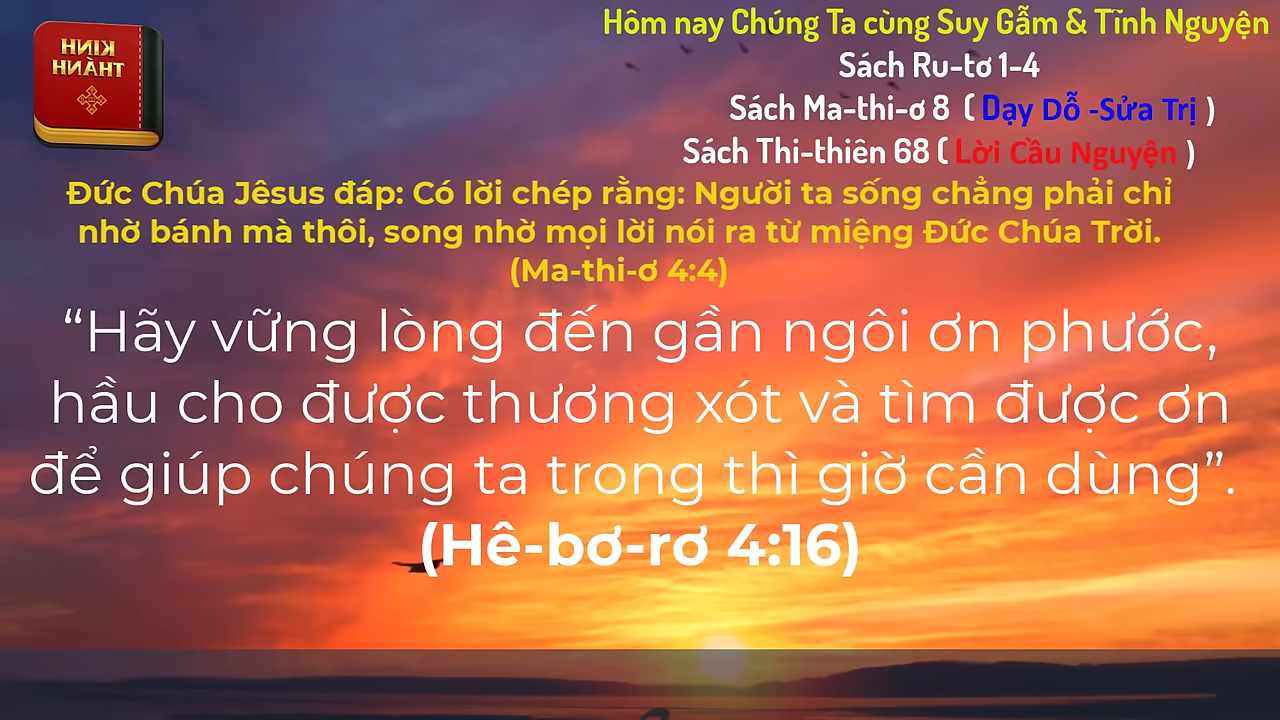 KINH
THÀNH
Hôm nay Chúng Ta cùng Suy Gẫm & Tĩnh Nguyện
Sách Ru-tơ 1-4
Sách Ma-thi-ơ 8 ( Dạy Dỗ -Sửa Trị )
Sách Thi-thiên 68 ( Lời Cầu Nguyện )
Đức Chúa Jêsus đáp: Có lời chép rằng: Người ta sống chẳng phải chỉ
nhờ bánh mà thôi, song nhờ mọi lời nói ra từ miệng Đức Chúa Trời.
(Ma-thi-ơ 4:4)
“Hãy vững lòng đến gần ngôi ơn phước,
hầu cho được thương xót và tìm được ơn
để giúp chúng ta trong thì giờ cần dùng”.
(Hê-bơ-rơ 4:16)